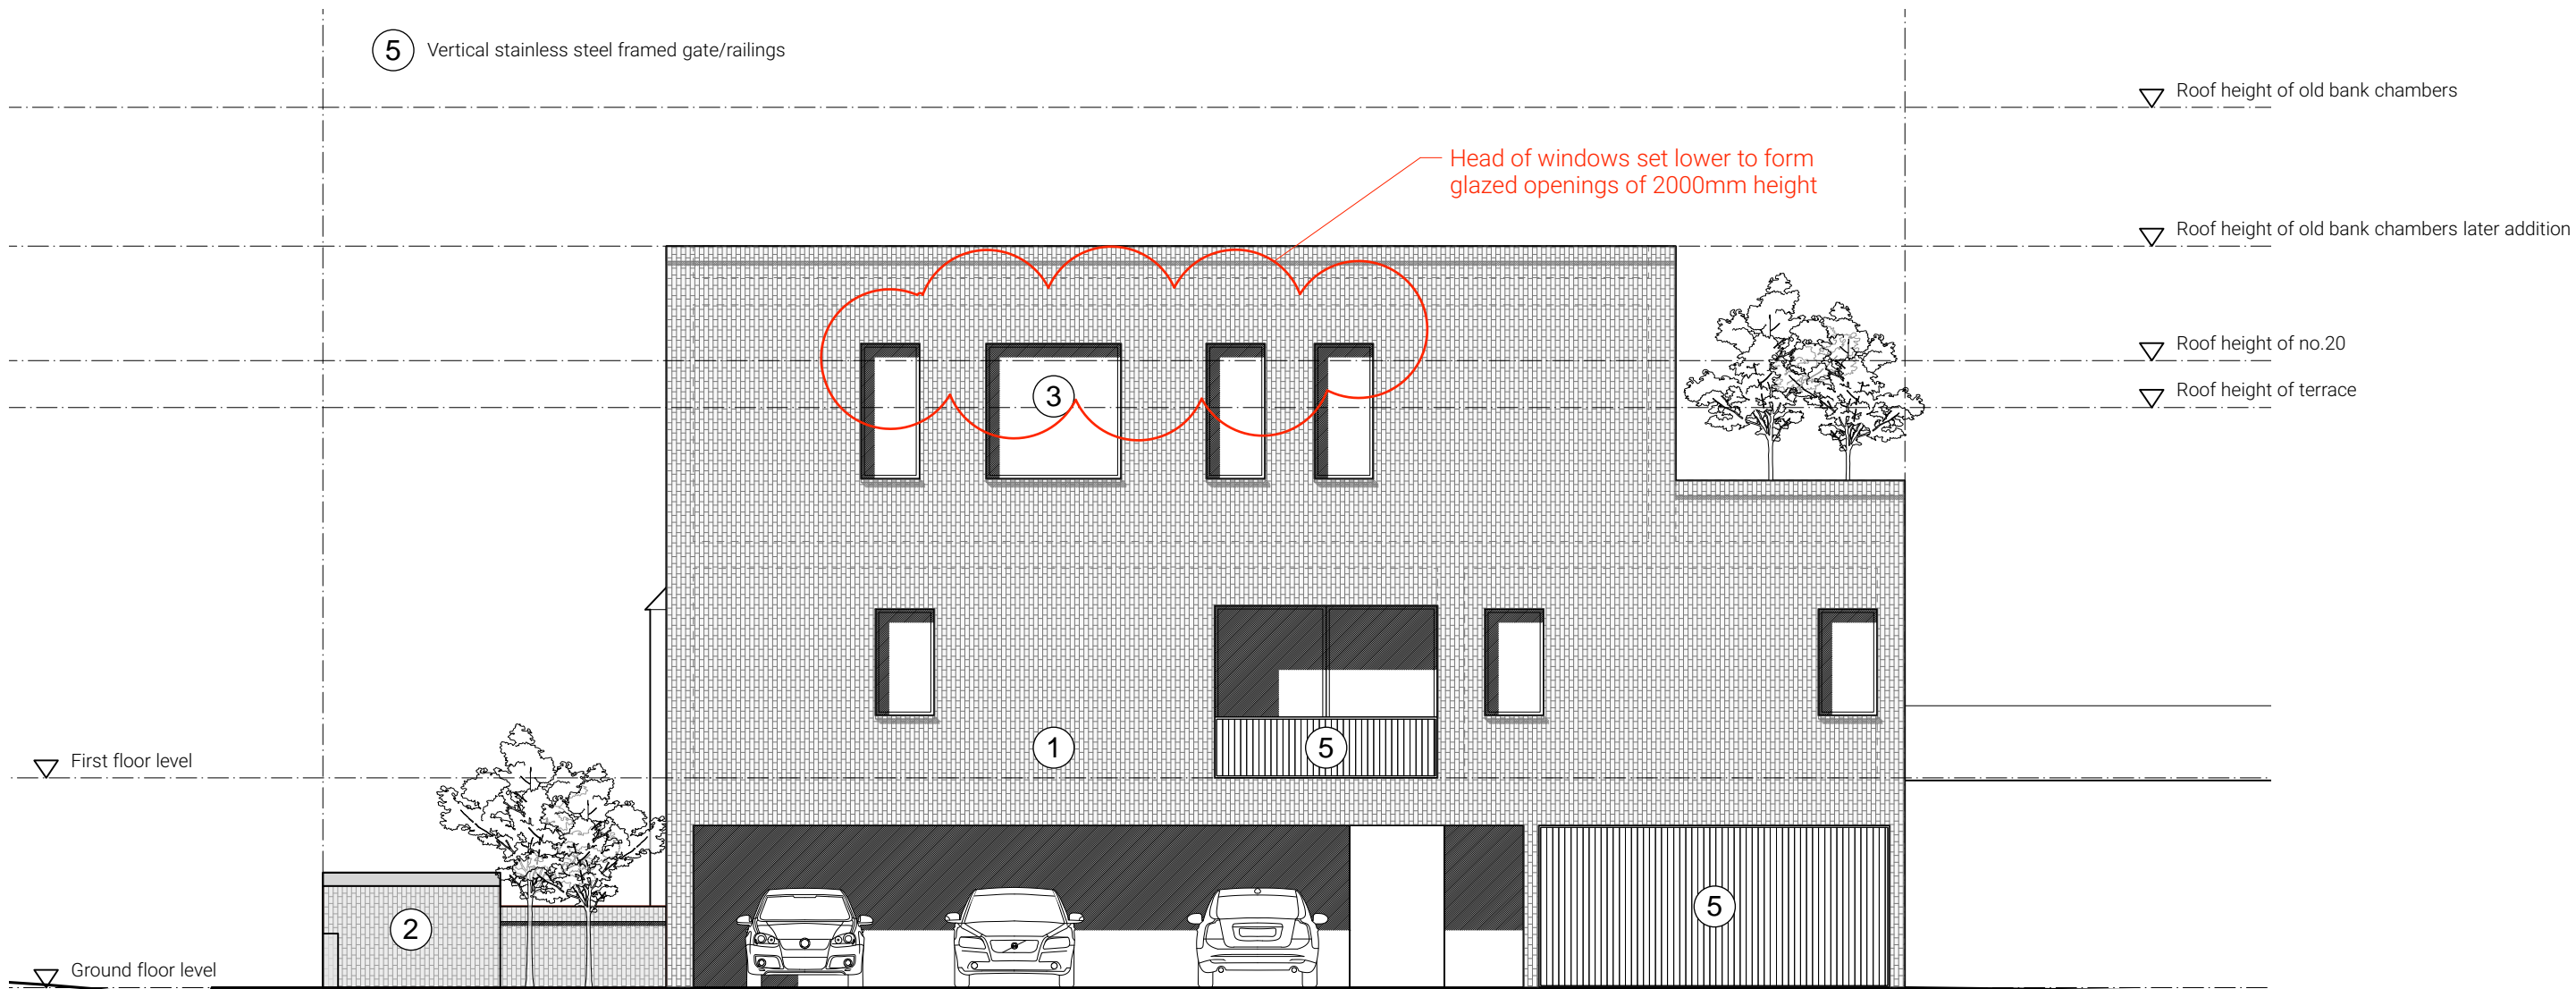 5 Vertical stainless steel framed gate/railings
Roof height of old bank chambers
Head of windows set lower to form
glazed openings of 2000mm height
Roof height of old bank chambers later addition
Roof height of no.20
3
Roof height of terrace
1
5
First floor level
5
2
Ground floor level